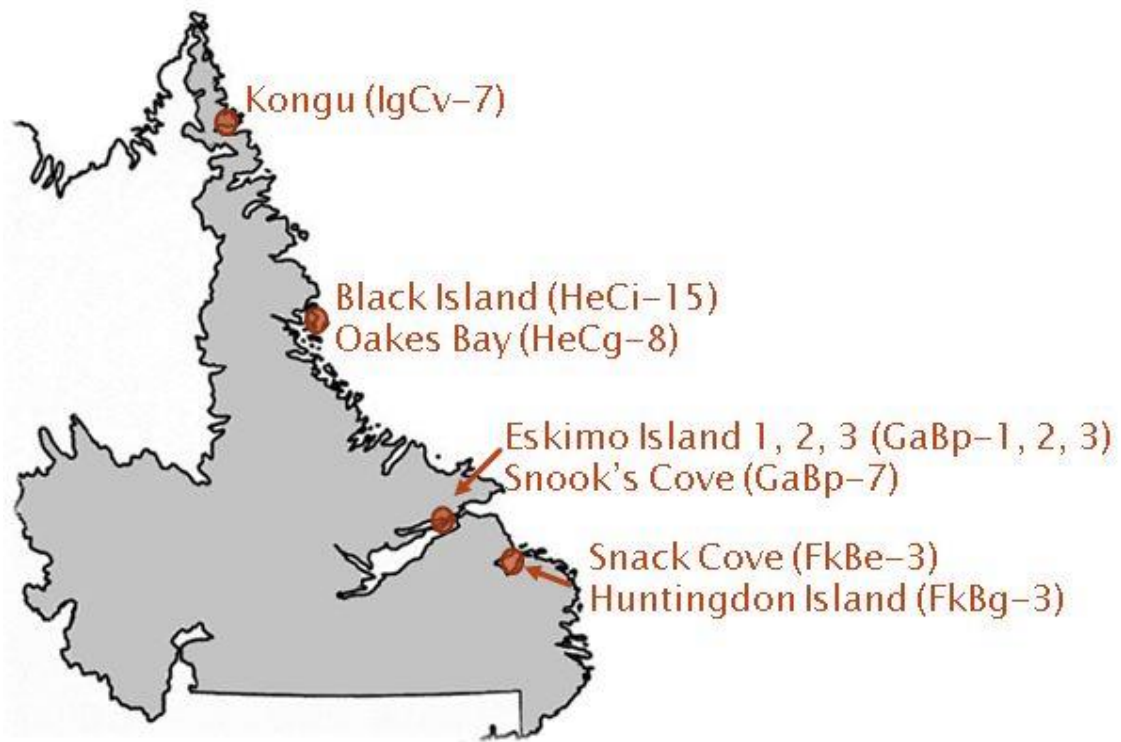 Kongu (IgCv-7)
Black Island (HeCi-15)
Oakes Bay (HeCg-8)
Eskimo Island 1, 2, 3 (GaBp-1, 2, 3)
Snook's Cove (GaBp-7)
Snack Cove (FkBe-3)
Huntingdon Island (FkBg-3)